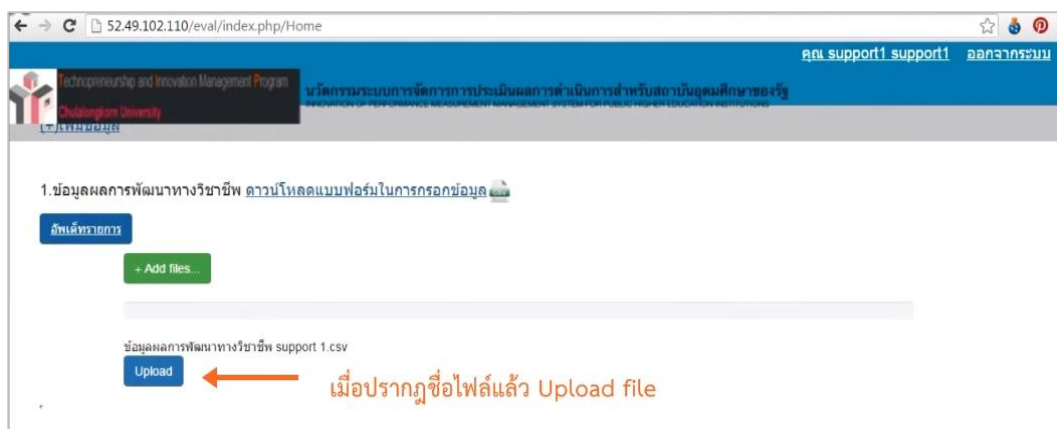 52.49.102.110/eval/index.php/Home
คุณ support1 support1 ออกจากระบบ
Technopreneurship and Innovation Management Program
Chulalongkorn University
นวัตกรรมระบบการจัดการการประเมินผลการดำเนินการสำหรับสถาบันอุดมศึกษาของรัฐ
INNOVATION OF PERFORMANCE MEASUREMENT MANAGEMENT SYSTEM FOR PUBLIC HIGHER EDUCATION INSTITUTIONS
(+)เพิ่มข้อมูล
1.ข้อมูลผลการพัฒนาทางวิชาชีพ ดาวน์โหลดแบบฟอร์มในการกรอกข้อมูล
อัพเด็ทรายการ
+ Add files...
ข้อมูลผลการพัฒนาทางวิชาชีพ support 1.csv
Upload
เมื่อปรากฎชื่อไฟล์แล้ว Upload file